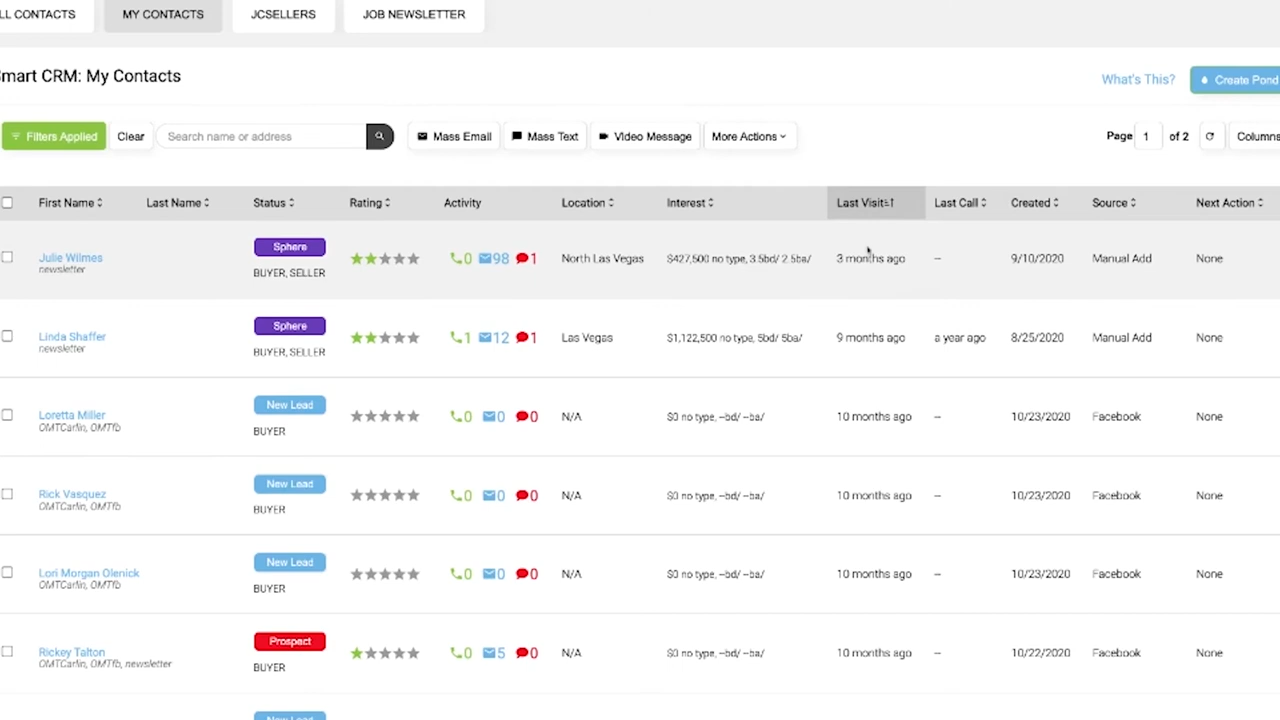 LL CONTACTS MY CONTACTS JCSELLERS JOB NEWSLETTER
mart CRM: My Contacts What's This? Create Pond
Filters Applied Clear Search name or address Mass Email Mass Text Video Message More Actions Page 1 of 2 Columns
First Name Last Name Status Rating Activity Location Interest Last Visit Last Call Created Source Next Action
Julie Wilmes Sphere 0 98 1 North Las Vegas $427,500 no type, 3.5bd/ 2.5ba/ 3 months ago -- 9/10/2020 Manual Add None
newsletter BUYER, SELLER
Linda Shaffer Sphere 1 12 1 Las Vegas $1,122,500 no type, 5bd/ 5ba/ 9 months ago a year ago 8/25/2020 Manual Add None
newsletter BUYER, SELLER
Loretta Miller New Lead 0 0 0 N/A $0 no type, --bd/ --ba/ 10 months ago -- 10/23/2020 Facebook None
OMTCarlin, OMTfb BUYER
Rick Vasquez New Lead 0 0 0 N/A $0 no type, --bd/ --ba/ 10 months ago -- 10/23/2020 Facebook None
OMTCarlin, OMTfb BUYER
Lori Morgan Olenick New Lead 0 0 0 N/A $0 no type, --bd/ --ba/ 10 months ago -- 10/23/2020 Facebook None
OMTCarlin, OMTfb BUYER
Rickey Talton Prospect 0 5 0 N/A $0 no type, --bd/ --ba/ 10 months ago -- 10/22/2020 Facebook None
OMTCarlin, OMTfb, newsletter BUYER
New Lead